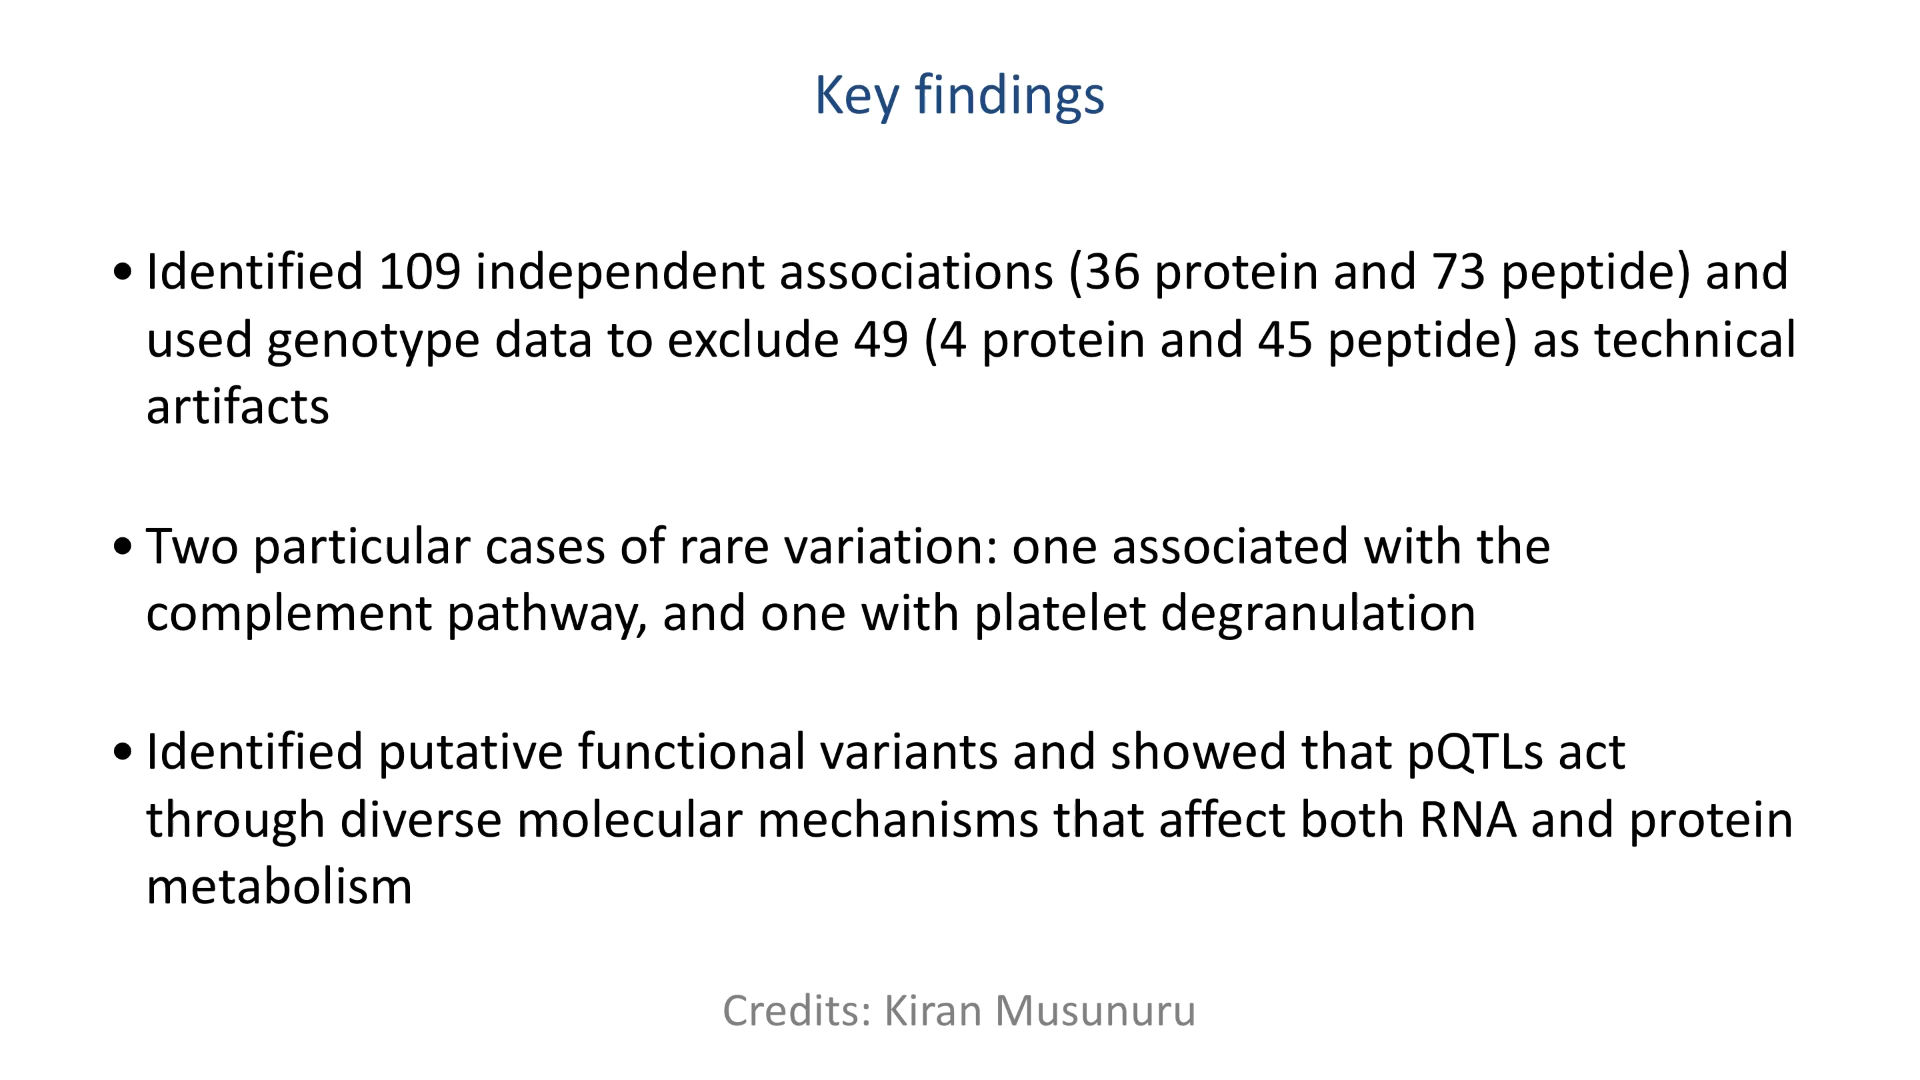 Key findings
• Identified 109 independent associations (36 protein and 73 peptide) and
used genotype data to exclude 49 (4 protein and 45 peptide) as technical
artifacts
• Two particular cases of rare variation: one associated with the
complement pathway, and one with platelet degranulation
• Identified putative functional variants and showed that pQTLs act
through diverse molecular mechanisms that affect both RNA and protein
metabolism
Credits: Kiran Musunuru